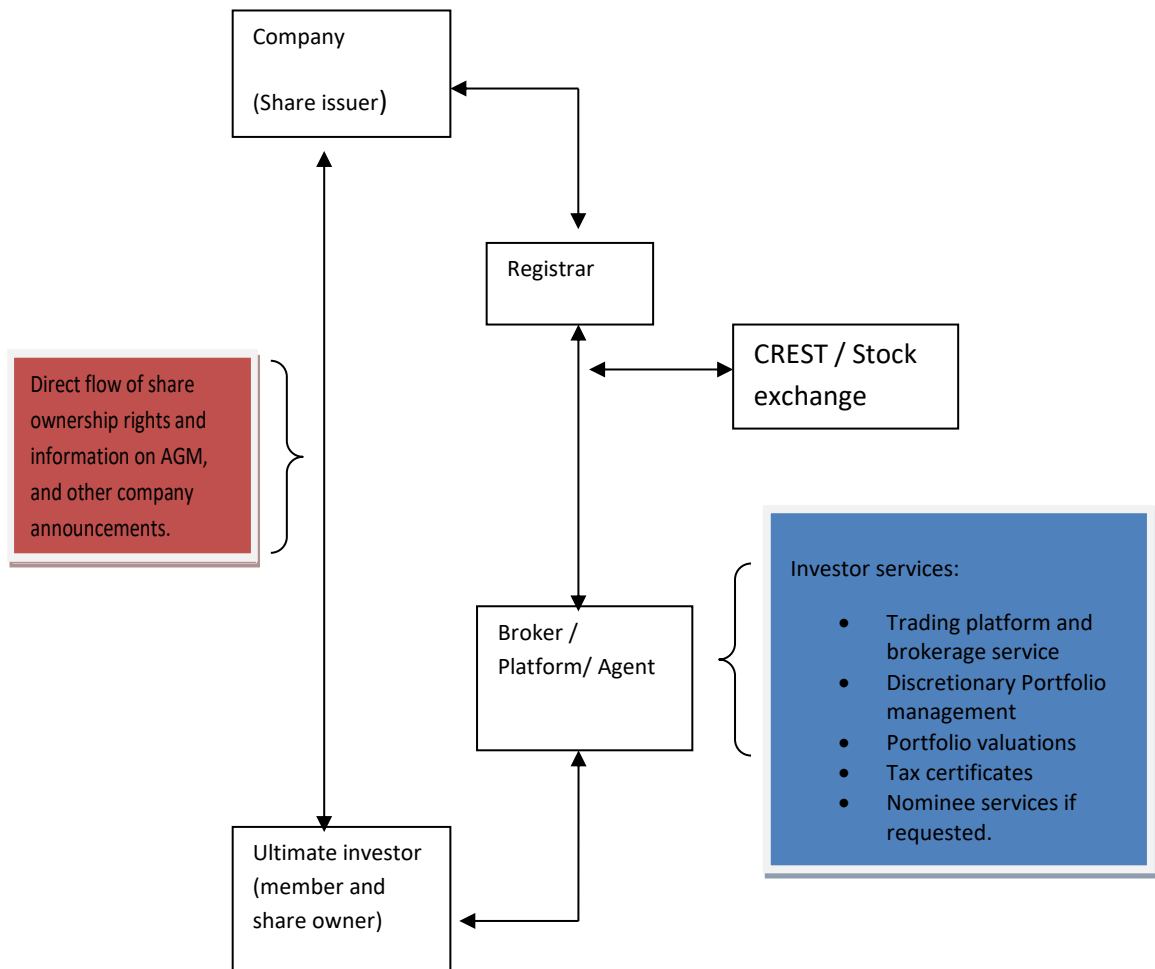 Company
(Share issuer)
Registrar
CREST / Stock
exchange
Direct flow of share
ownership rights and
information on AGM,
and other company
announcements.
Investor services:
• Trading platform and
brokerage service
• Discretionary Portfolio
management
• Portfolio valuations
• Tax certificates
• Nominee services if
requested.
Broker /
Platform/ Agent
Ultimate investor
(member and
share owner)